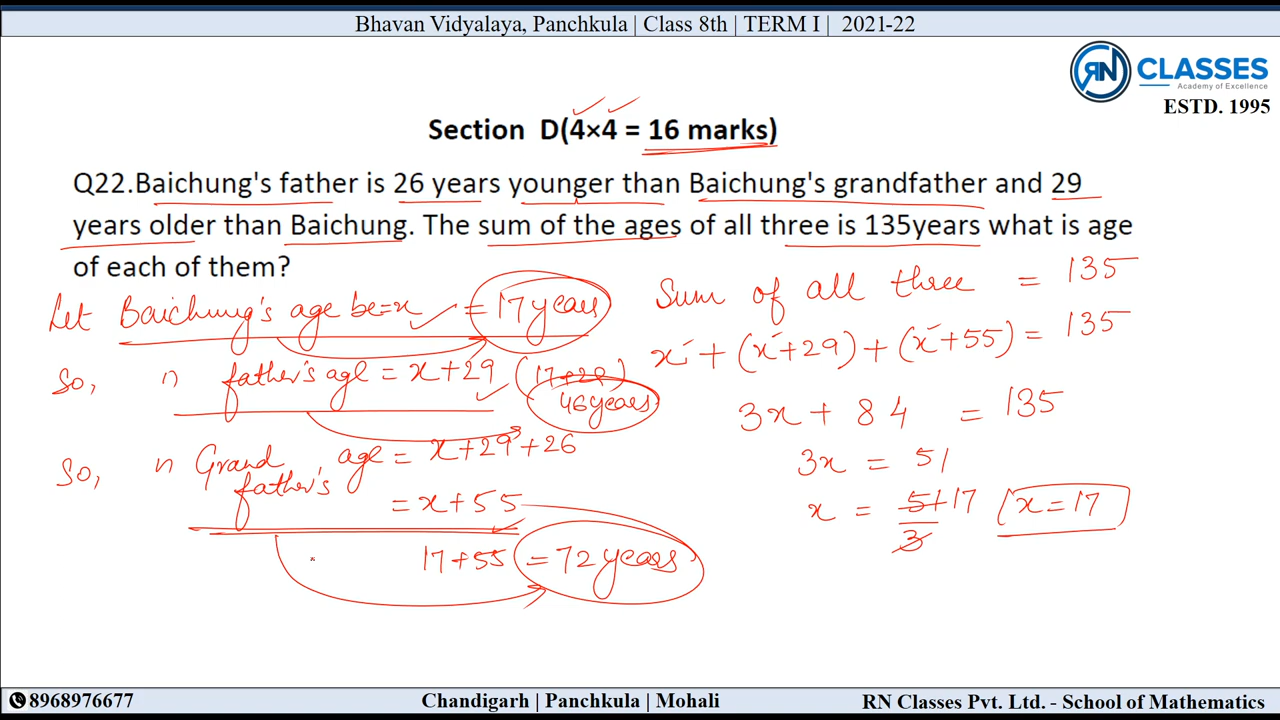 Bhavan Vidyalaya, Panchkula | Class 8th | TERM I | 2021-22
RN CLASSES
Academy of Excellence
ESTD. 1995
Section D(4×4 = 16 marks)
Q22.Baichung's father is 26 years younger than Baichung's grandfather and 29
years older than Baichung. The sum of the ages of all three is 135years what is age
of each of them?
Let Baichung's age be=x = 17 years
So, 〃 father's age = x+29 (17+29)
46 years
So, 〃 Grand father's age = x+29+26
= x+55
17+55 = 72 years
Sum of all three = 135
x + (x+29) + (x+55) = 135
3x + 84 = 135
3x = 51
x = 51/3 17 x=17
8968976677
Chandigarh | Panchkula | Mohali
RN Classes Pvt. Ltd. - School of Mathematics